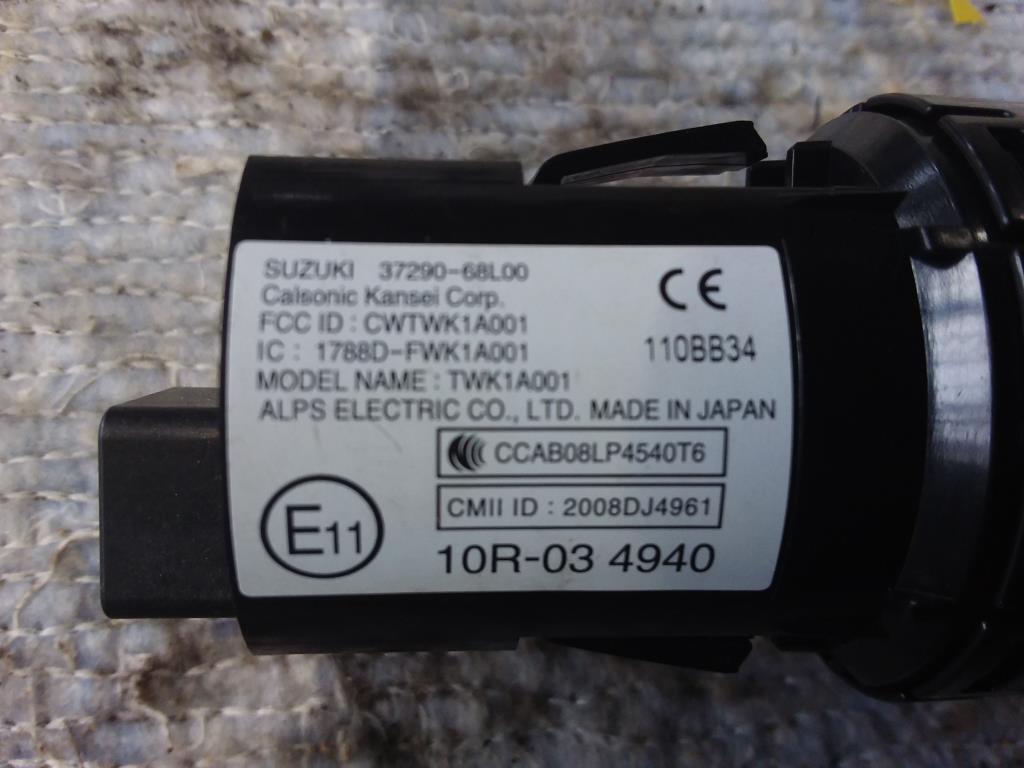 SUZUKI 37290-68L00
Calsonic Kansei Corp.
FCC ID : CWTWK1A001
IC : 1788D-FWK1A001
MODEL NAME : TWK1A001
ALPS ELECTRIC CO., LTD. MADE IN JAPAN
CE
110BB34
CCAB08LP4540T6
CMII ID : 2008DJ4961
E11
10R-03 4940